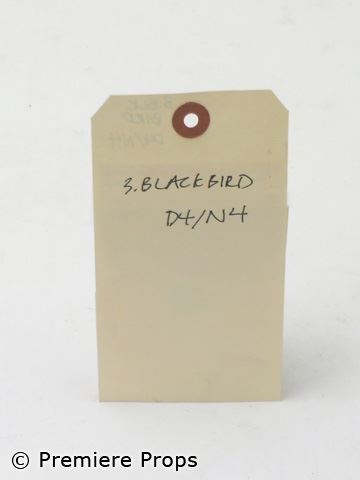 3. BLACKBIRD
D4/N4
© Premiere Props